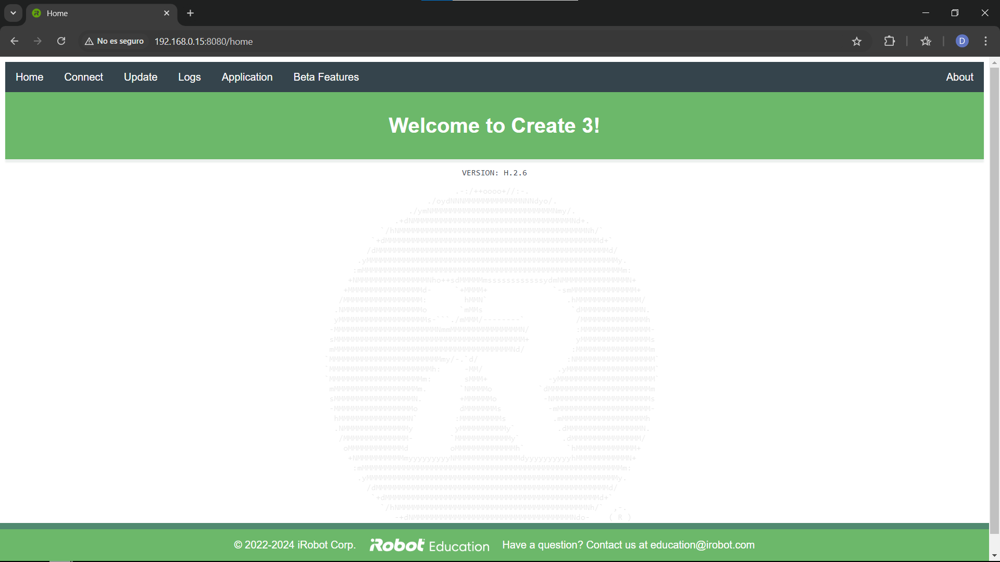 Home
No es seguro
192.168.0.15:8080/home
D
Home
Connect
Update
Logs
Application
Beta Features
About
Welcome to Create 3!
VERSION: H.2.6
( R )
© 2022-2024 iRobot Corp.
iRobot Education
Have a question? Contact us at education@irobot.com